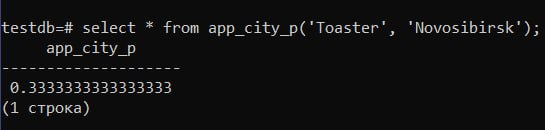 testdb=# select * from app_city_p('Toaster', 'Novosibirsk');
app_city_p
--------------------
0.3333333333333333
(1 строка)